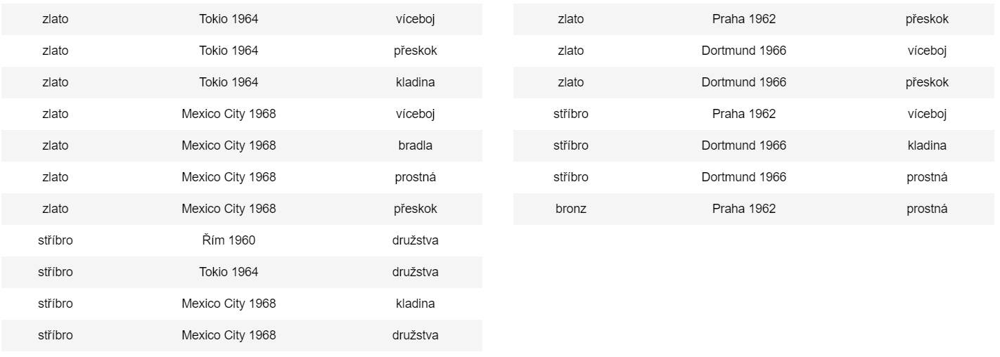 zlato Tokio 1964 víceboj
zlato Tokio 1964 přeskok
zlato Tokio 1964 kladina
zlato Mexico City 1968 víceboj
zlato Mexico City 1968 bradla
zlato Mexico City 1968 prostná
zlato Mexico City 1968 přeskok
stříbro Řím 1960 družstva
stříbro Tokio 1964 družstva
stříbro Mexico City 1968 kladina
stříbro Mexico City 1968 družstva
zlato Praha 1962 přeskok
zlato Dortmund 1966 víceboj
zlato Dortmund 1966 přeskok
stříbro Praha 1962 víceboj
stříbro Dortmund 1966 kladina
stříbro Dortmund 1966 prostná
bronz Praha 1962 prostná